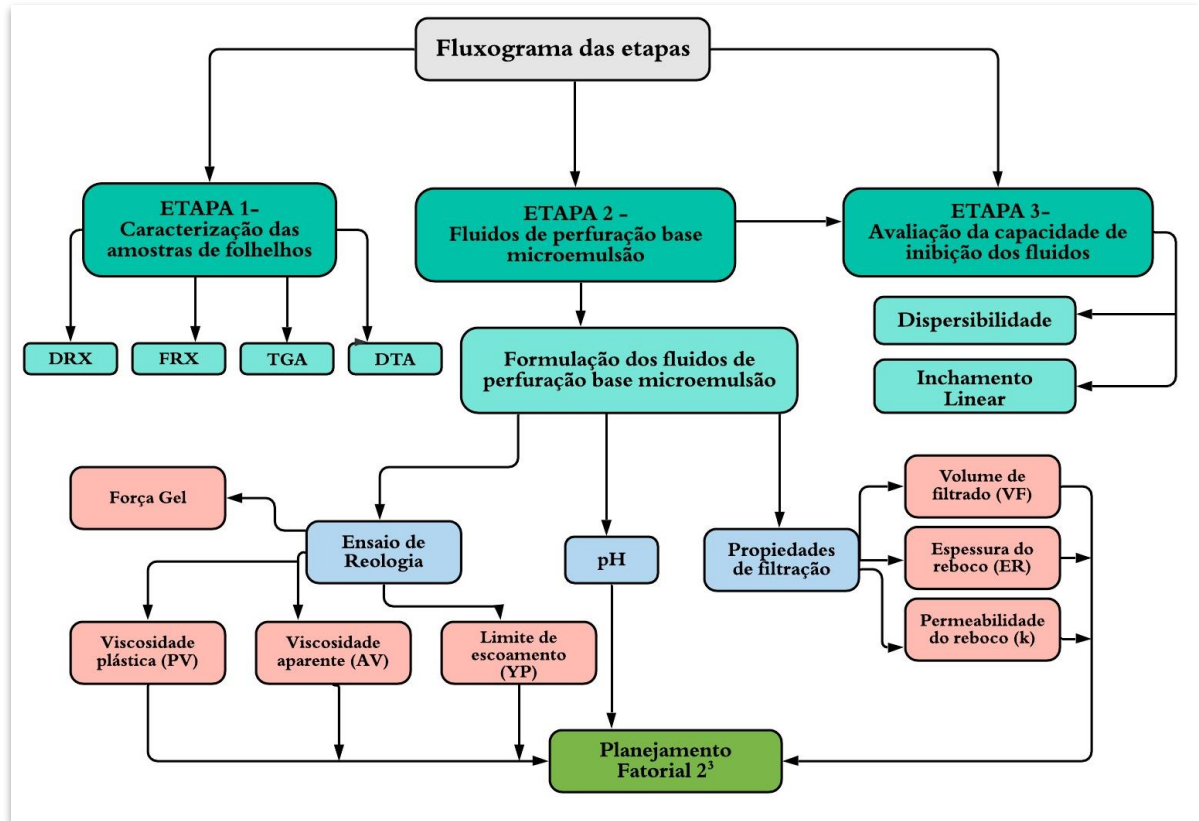 Fluxograma das etapas
ETAPA 1-
Caracterização das
amostras de folhelhos
ETAPA 2 -
Fluidos de perfuração base
microemulsão
ETAPA 3-
Avaliação da capacidade de
inibição dos fluidos
DRX
FRX
TGA
DTA
Dispersibilidade
Inchamento
Linear
Formulação dos fluidos de
perfuração base microemulsão
Força Gel
Ensaio de
Reologia
pH
Propiedades
de filtração
Volume de
filtrado (VF)
Espessura do
reboco (ER)
Permeabilidade
do reboco (k)
Viscosidade
plástica (PV)
Viscosidade
aparente (AV)
Limite de
escoamento
(YP)
Planejamento
Fatorial 2³